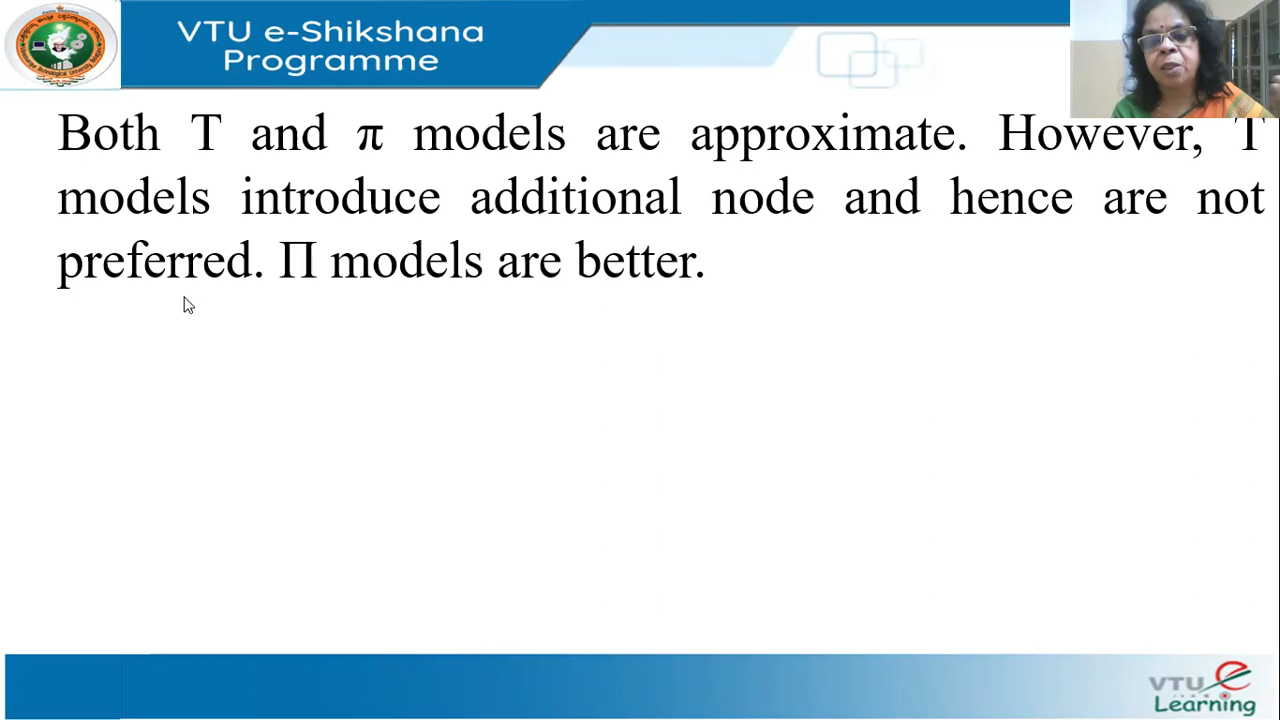 VTU e-Shikshana
Programme
Both T and π models are approximate. However, T
models introduce additional node and hence are not
preferred. Π models are better.
VTU e
Learning